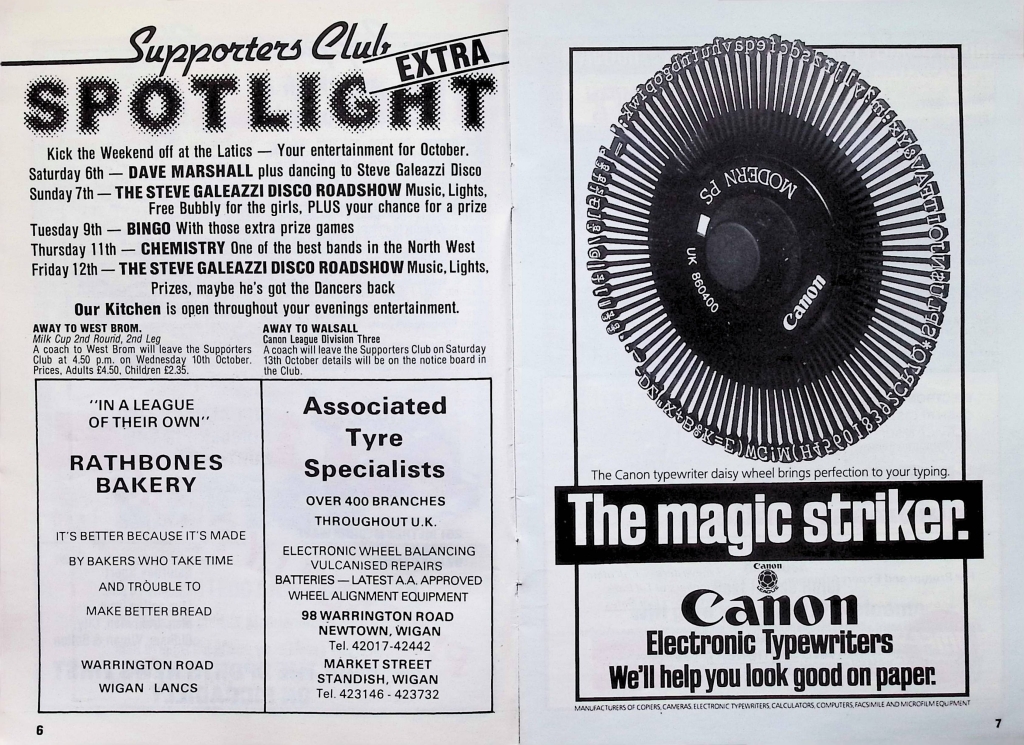 Supporters Club
EXTRA
SPOTLIGHT
Kick the Weekend off at the Latics — Your entertainment for October.
Saturday 6th — DAVE MARSHALL plus dancing to Steve Galeazzi Disco
Sunday 7th — THE STEVE GALEAZZI DISCO ROADSHOW Music, Lights,
Free Bubbly for the girls, PLUS your chance for a prize
Tuesday 9th — BINGO With those extra prize games
Thursday 11th — CHEMISTRY One of the best bands in the North West
Friday 12th — THE STEVE GALEAZZI DISCO ROADSHOW Music, Lights,
Prizes, maybe he's got the Dancers back
Our Kitchen is open throughout your evenings entertainment.
AWAY TO WEST BROM.
Milk Cup 2nd Round, 2nd Leg
A coach to West Brom will leave the Supporters
Club at 4.50 p.m. on Wednesday 10th October.
Prices, Adults £4.50, Children £2.35.
AWAY TO WALSALL
Canon League Division Three
A coach will leave the Supporters Club on Saturday
13th October details will be on the notice board in
the Club.
"IN A LEAGUE
OF THEIR OWN"
RATHBONES
BAKERY
IT'S BETTER BECAUSE IT'S MADE
BY BAKERS WHO TAKE TIME
AND TROUBLE TO
MAKE BETTER BREAD
WARRINGTON ROAD
WIGAN LANCS
Associated
Tyre
Specialists
OVER 400 BRANCHES
THROUGHOUT U.K.
ELECTRONIC WHEEL BALANCING
VULCANISED REPAIRS
BATTERIES — LATEST A.A. APPROVED
WHEEL ALIGNMENT EQUIPMENT
98 WARRINGTON ROAD
NEWTOWN, WIGAN
Tel. 42017-42442
MARKET STREET
STANDISH, WIGAN
Tel. 423146 - 423732
6
MODERN PS
UK 860400
Canon
The Canon typewriter daisy wheel brings perfection to your typing.
The magic striker.
Canon
LEAGUE
Canon
Electronic Typewriters
We'll help you look good on paper.
MANUFACTURERS OF COPIERS, CAMERAS, ELECTRONIC TYPEWRITERS, CALCULATORS, COMPUTERS, FACSIMILE AND MICROFILM EQUIPMENT
7